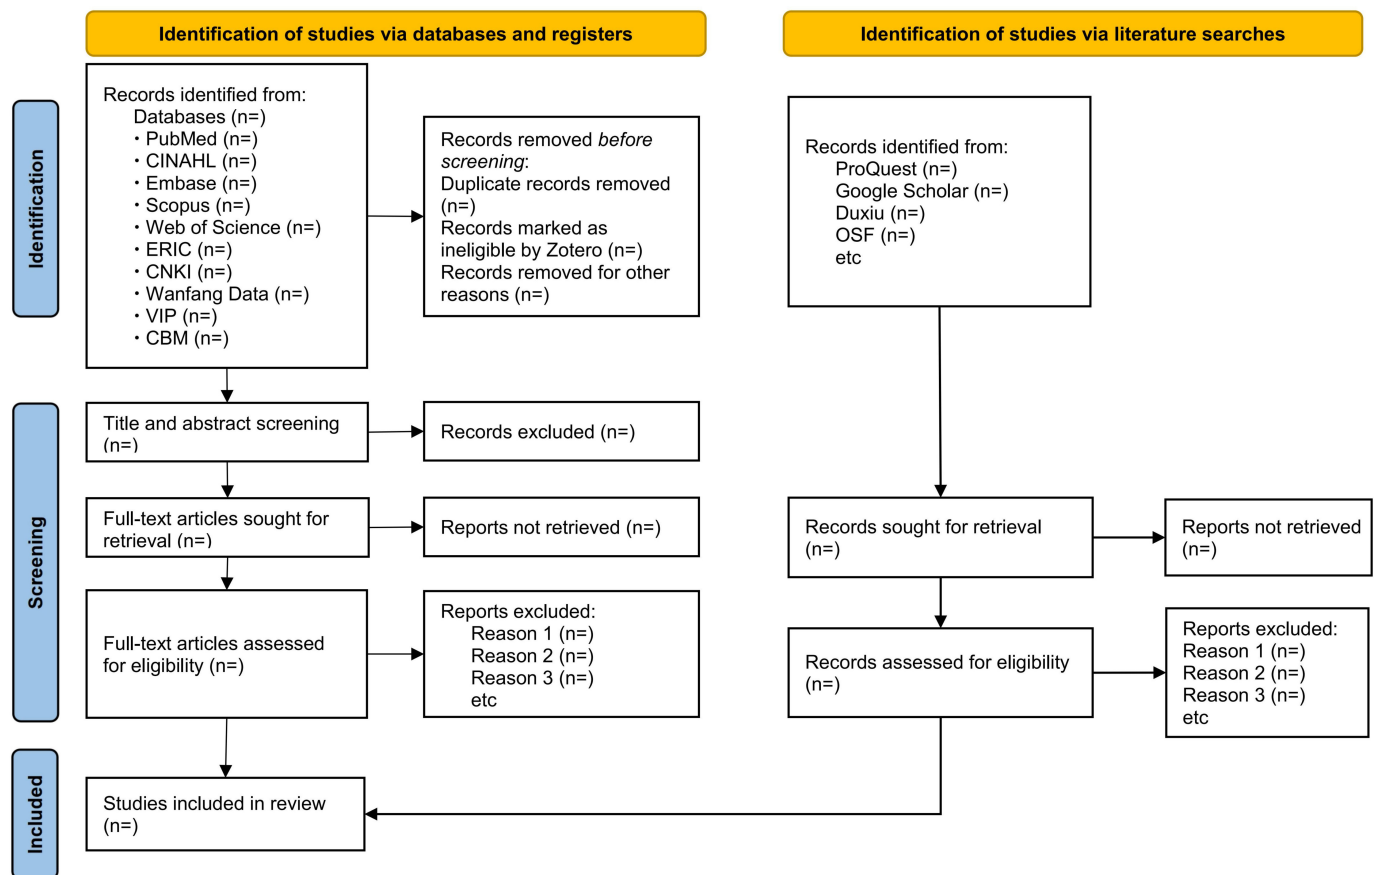 Identification of studies via databases and registers
Identification of studies via literature searches
Identification
Records identified from:
Databases (n=)
· PubMed (n=)
· CINAHL (n=)
· Embase (n=)
· Scopus (n=)
· Web of Science (n=)
· ERIC (n=)
· CNKI (n=)
· Wanfang Data (n=)
· VIP (n=)
· CBM (n=)
Records removed before
screening:
Duplicate records removed
(n=)
Records marked as
ineligible by Zotero (n=)
Records removed for other
reasons (n=)
Records identified from:
ProQuest (n=)
Google Scholar (n=)
Duxiu (n=)
OSF (n=)
etc
Screening
Title and abstract screening
(n=)
Records excluded (n=)
Full-text articles sought for
retrieval (n=)
Reports not retrieved (n=)
Records sought for retrieval
(n=)
Reports not retrieved
(n=)
Full-text articles assessed
for eligibility (n=)
Reports excluded:
Reason 1 (n=)
Reason 2 (n=)
Reason 3 (n=)
etc
Records assessed for eligibility
(n=)
Reports excluded:
Reason 1 (n=)
Reason 2 (n=)
Reason 3 (n=)
etc
Included
Studies included in review
(n=)